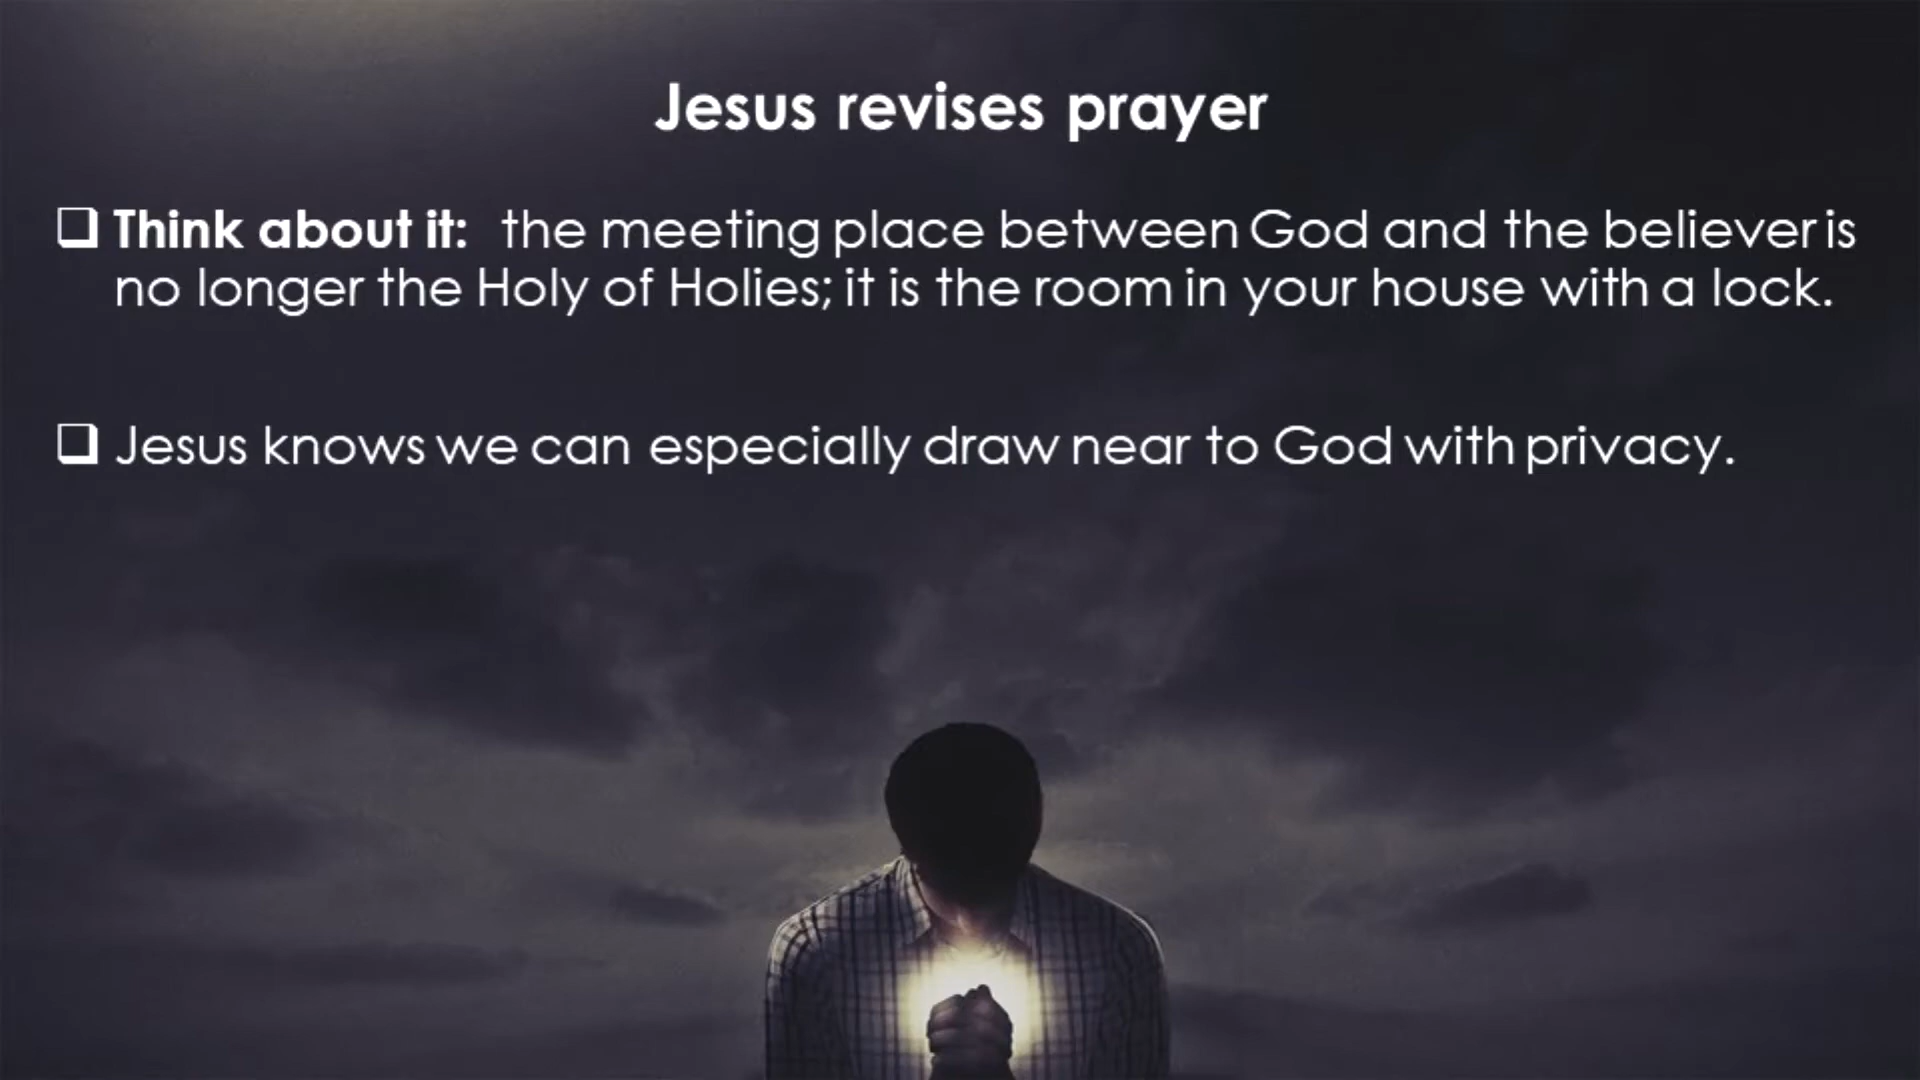 Jesus revises prayer
❑ Think about it: the meeting place between God and the believer is
no longer the Holy of Holies; it is the room in your house with a lock.
❑ Jesus knows we can especially draw near to God with privacy.